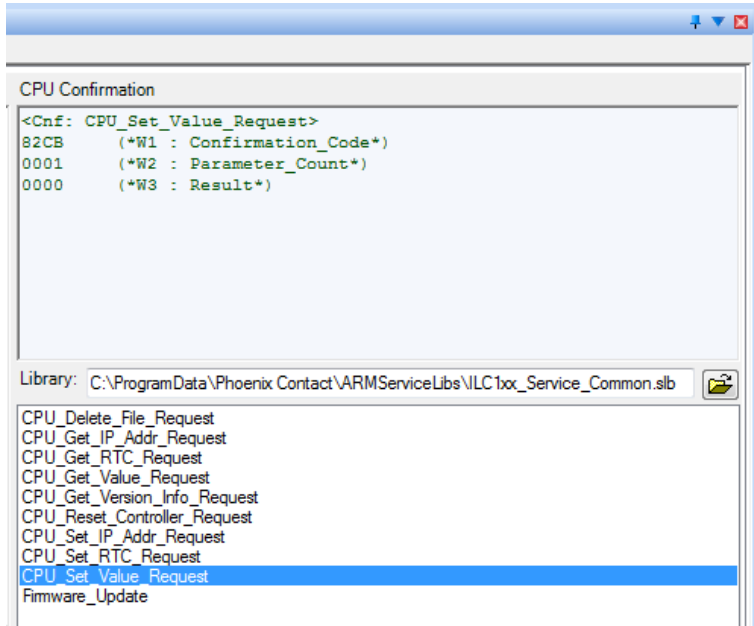 CPU Confirmation
<Cnf: CPU_Set_Value_Request>
82CB (*W1 : Confirmation_Code*)
0001 (*W2 : Parameter_Count*)
0000 (*W3 : Result*)
Library: C:\ProgramData\Phoenix Contact\ARMServiceLibs\ILC1xx_Service_Common.slb
CPU_Delete_File_Request
CPU_Get_IP_Addr_Request
CPU_Get_RTC_Request
CPU_Get_Value_Request
CPU_Get_Version_Info_Request
CPU_Reset_Controller_Request
CPU_Set_IP_Addr_Request
CPU_Set_RTC_Request
CPU_Set_Value_Request
Firmware_Update